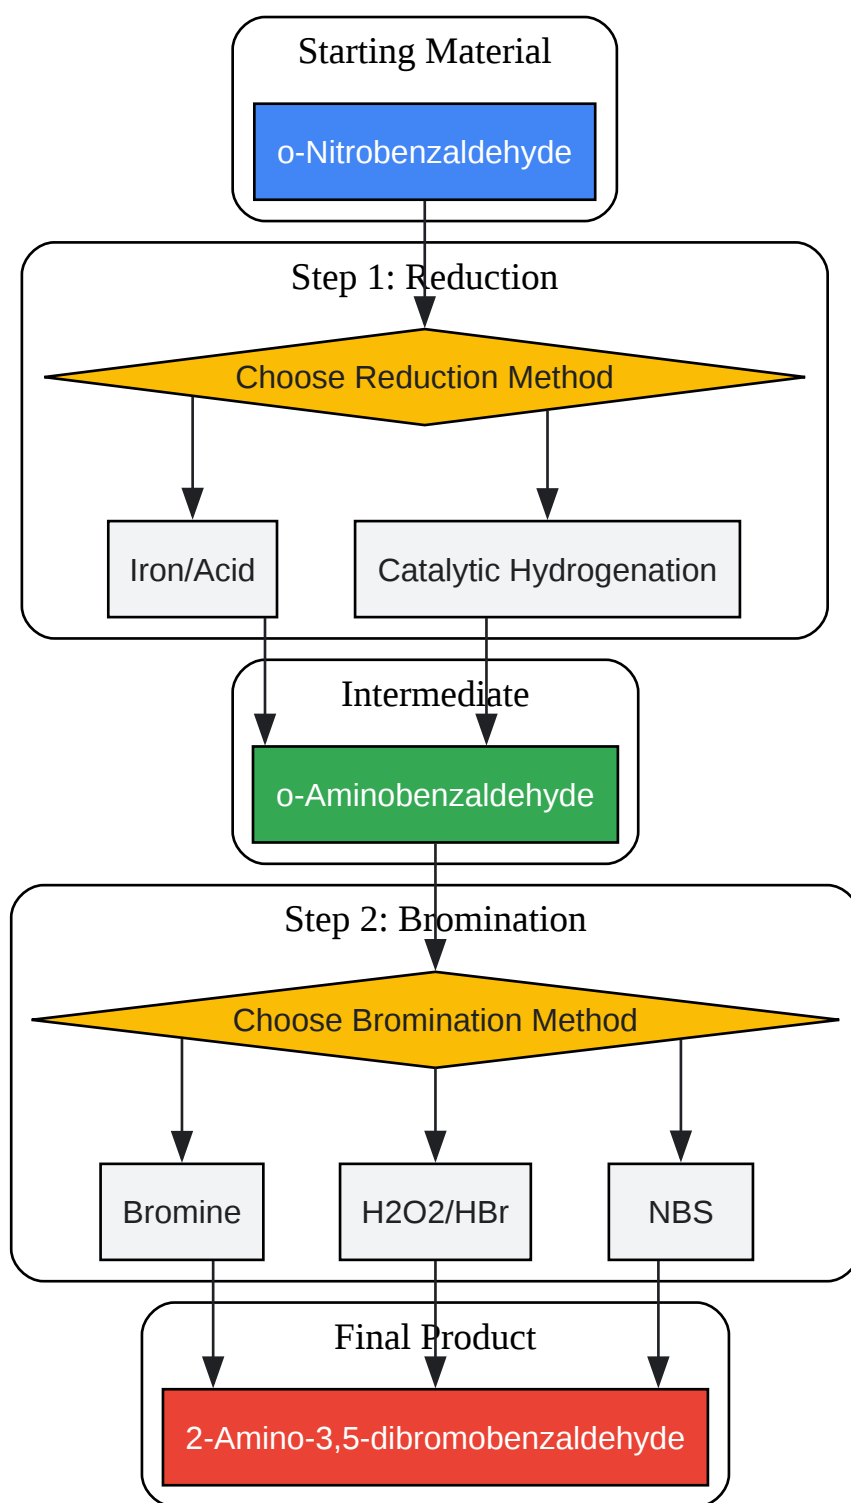 Starting Material
o-Nitrobenzaldehyde
Step 1: Reduction
Choose Reduction Method
Iron/Acid
Catalytic Hydrogenation
Intermediate
o-Aminobenzaldehyde
Step 2: Bromination
Choose Bromination Method
Bromine
H2O2/HBr
NBS
Final Product
2-Amino-3,5-dibromobenzaldehyde